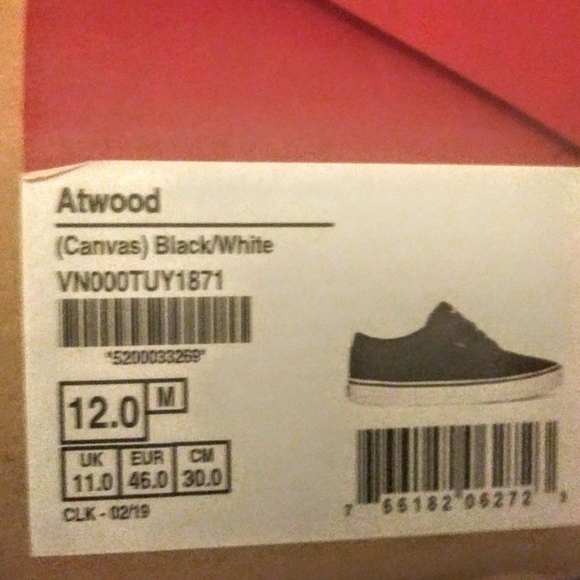 Atwood
(Canvas) Black/White
VN000TUY1871
*5200033269*
12.0 M
UK EUR CM
11.0 46.0 30.0
CLK - 02/19
7 66182 06272 9